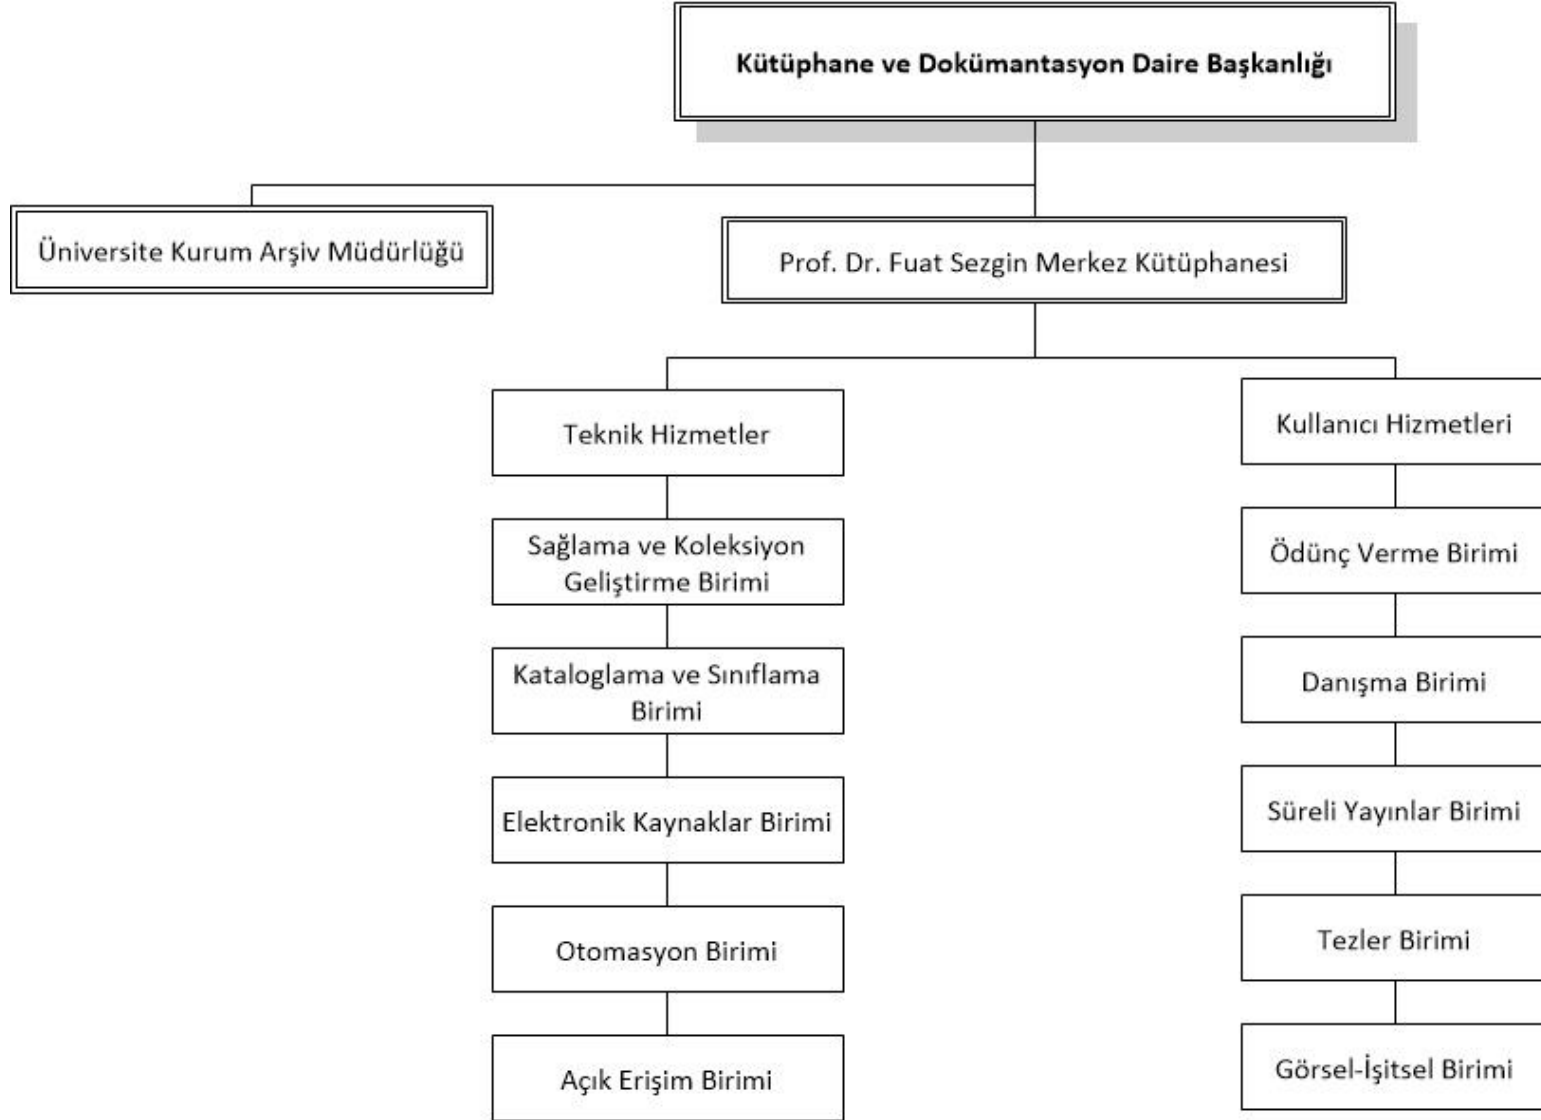 Kütüphane ve Dokümantasyon Daire Başkanlığı
Üniversite Kurum Arşiv Müdürlüğü
Prof. Dr. Fuat Sezgin Merkez Kütüphanesi
Teknik Hizmetler
Sağlama ve Koleksiyon
Geliştirme Birimi
Kataloglama ve Sınıflama
Birimi
Elektronik Kaynaklar Birimi
Otomasyon Birimi
Açık Erişim Birimi
Kullanıcı Hizmetleri
Ödünç Verme Birimi
Danışma Birimi
Süreli Yayınlar Birimi
Tezler Birimi
Görsel-İşitsel Birimi